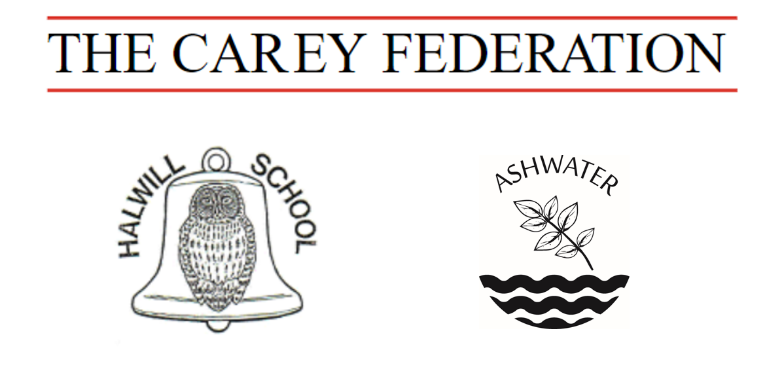 THE CAREY FEDERATION
HALWILL SCHOOL
ASHWATER